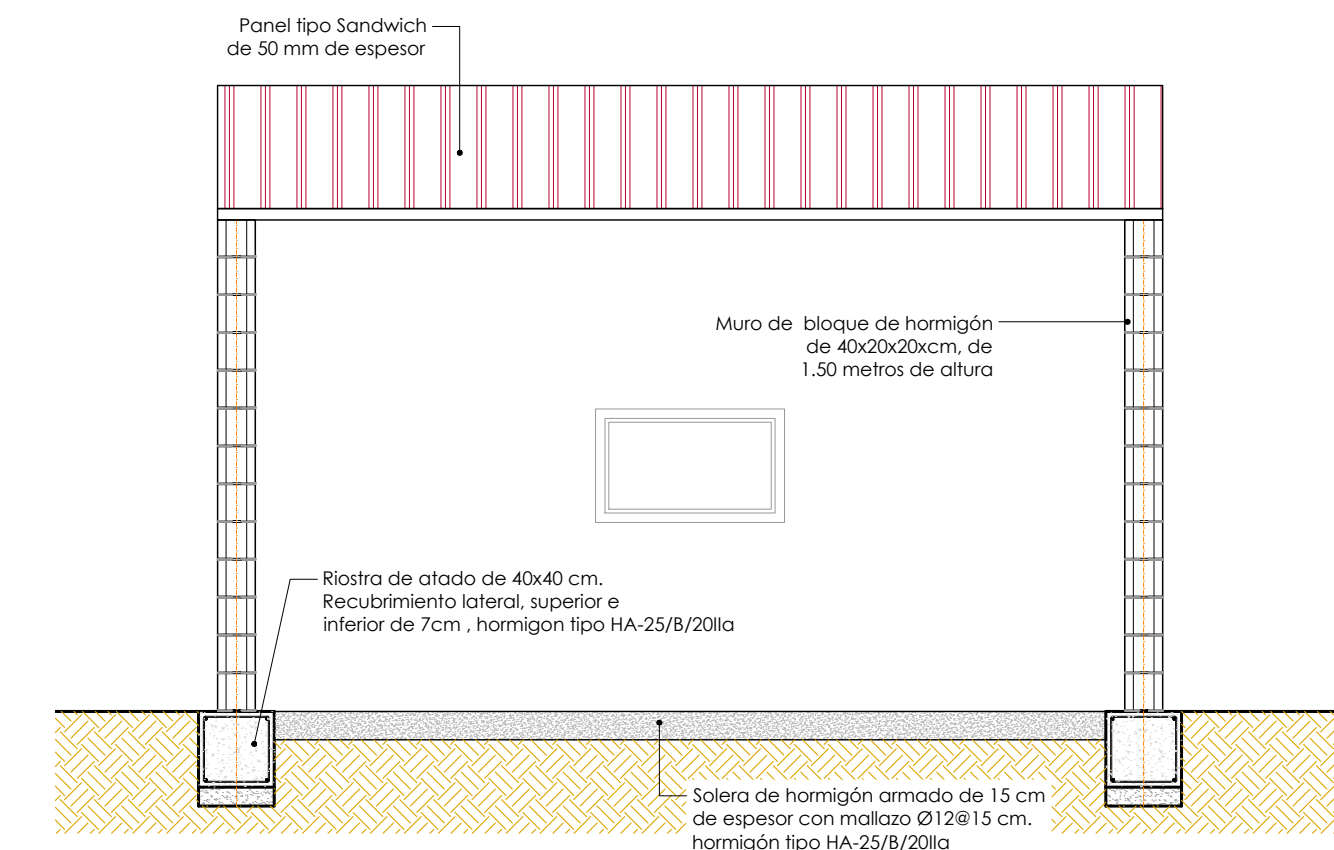 Panel tipo Sandwich
de 50 mm de espesor
Muro de bloque de hormigón
de 40x20x20xcm, de
1.50 metros de altura
Riostra de atado de 40x40 cm.
Recubrimiento lateral, superior e
inferior de 7cm , hormigon tipo HA-25/B/20IIa
Solera de hormigón armado de 15 cm
de espesor con mallazo Ø12@15 cm.
hormigón tipo HA-25/B/20IIa